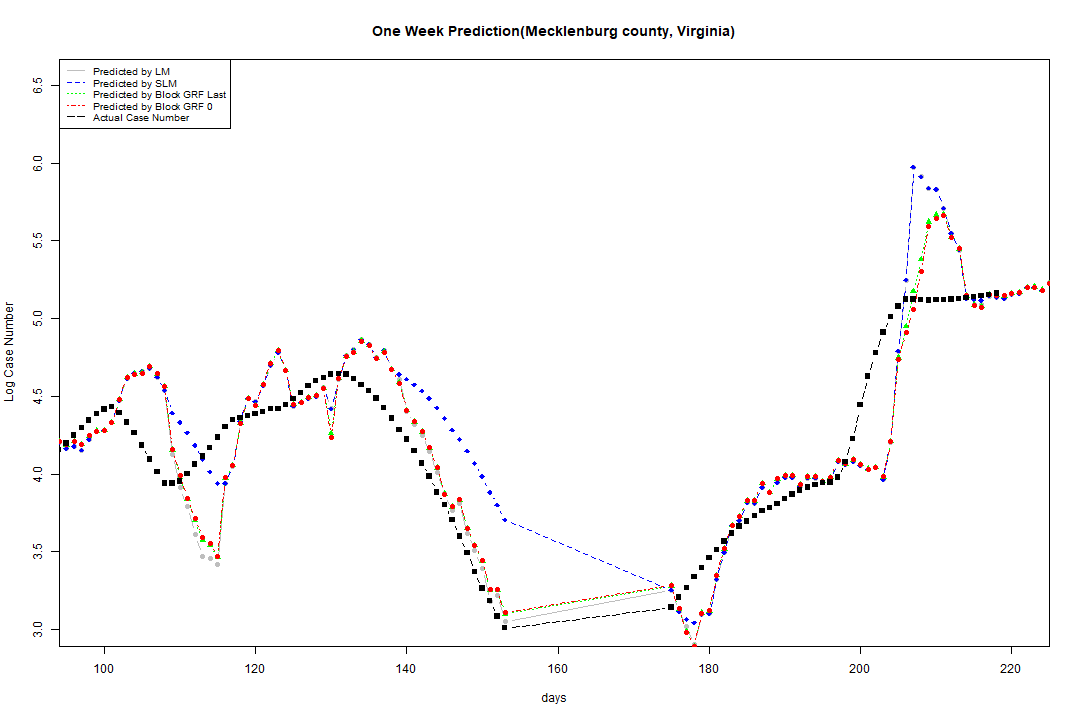 One Week Prediction(Mecklenburg county, Virginia)
Predicted by LM
Predicted by SLM
Predicted by Block GRF Last
Predicted by Block GRF 0
Actual Case Number
Log Case Number
6.5
6.0
5.5
5.0
4.5
4.0
3.5
3.0
100 120 140 160 180 200 220
days